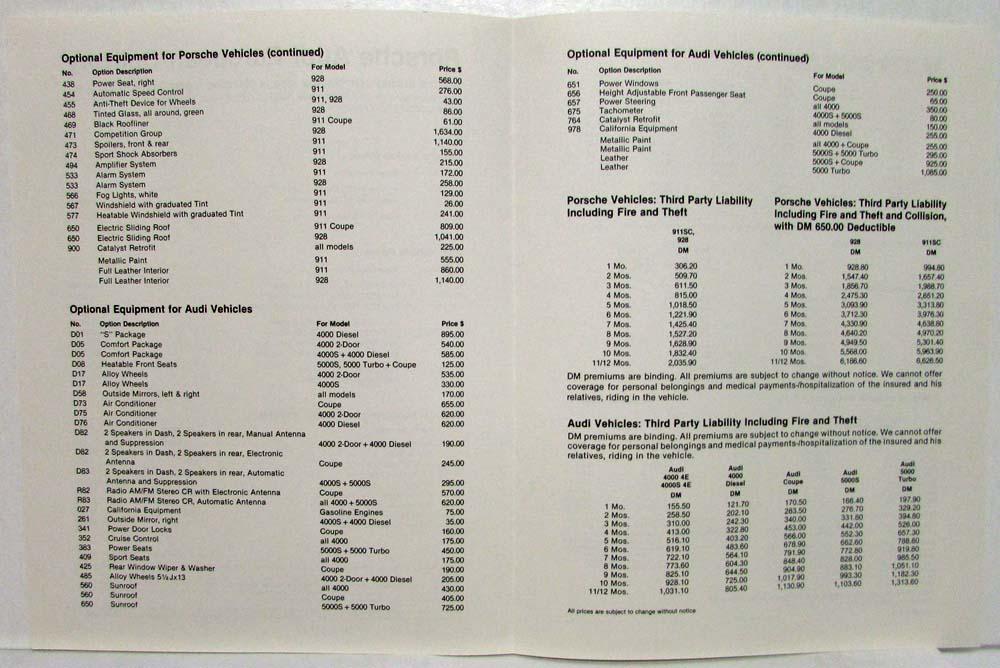 Optional Equipment for Porsche Vehicles (continued)
No. Option Description For Model Price $
438 Power Seat, right 928 568.00
454 Automatic Speed Control 911 276.00
455 Anti-Theft Device for Wheels 911, 928 43.00
468 Tinted Glass, all around, green 928 86.00
469 Black Roofliner 911 Coupe 61.00
471 Competition Group 928 1,634.00
473 Spoilers, front & rear 911 1,140.00
474 Sport Shock Absorbers 911 155.00
494 Amplifier System 928 215.00
533 Alarm System 911 172.00
533 Alarm System 928 258.00
566 Fog Lights, white 911 129.00
567 Windshield with graduated Tint 911 26.00
577 Heatable Windshield with graduated Tint 911 241.00
650 Electric Sliding Roof 911 Coupe 809.00
650 Electric Sliding Roof 928 1,041.00
900 Catalyst Retrofit all models 225.00
Metallic Paint 911 555.00
Full Leather Interior 911 860.00
Full Leather Interior 928 1,140.00
Optional Equipment for Audi Vehicles
No. Option Description For Model Price $
D01 "S" Package 4000 Diesel 895.00
D05 Comfort Package 4000 2-Door 540.00
D05 Comfort Package 4000S + 4000 Diesel 585.00
D08 Heatable Front Seats 5000S, 5000 Turbo + Coupe 125.00
D17 Alloy Wheels 4000 2-Door 535.00
D17 Alloy Wheels 4000S 330.00
D58 Outside Mirrors, left & right all models 170.00
D73 Air Conditioner Coupe 655.00
D75 Air Conditioner 4000 2-Door 620.00
D76 Air Conditioner 4000 Diesel 620.00
D82 2 Speakers in Dash, 2 Speakers in rear, Manual Antenna
and Suppression 4000 2-Door + 4000 Diesel 190.00
D82 2 Speakers in Dash, 2 Speakers in rear, Electronic
Antenna Coupe 245.00
D83 2 Speakers in Dash, 2 Speakers in rear, Automatic
Antenna and Suppression 4000S + 5000S 295.00
R82 Radio AM/FM Stereo CR with Electronic Antenna Coupe 570.00
R83 Radio AM/FM Stereo CR, Automatic Antenna all 4000 + 5000S 620.00
027 California Equipment Gasoline Engines 75.00
261 Outside Mirror, right 4000S + 4000 Diesel 35.00
341 Power Door Locks Coupe 160.00
352 Cruise Control all 4000 175.00
383 Power Seats 5000S + 5000 Turbo 450.00
409 Sport Seats all 4000 175.00
425 Rear Window Wiper & Washer Coupe 190.00
485 Alloy Wheels 5½Jx13 4000 2-Door + 4000 Diesel 205.00
560 Sunroof all 4000 430.00
560 Sunroof Coupe 405.00
650 Sunroof 5000S + 5000 Turbo 725.00
Optional Equipment for Audi Vehicles (continued)
No. Option Description For Model Price $
651 Power Windows Coupe 250.00
656 Height Adjustable Front Passenger Seat Coupe 65.00
657 Power Steering all 4000 350.00
675 Tachometer 4000S + 5000S 80.00
764 Catalyst Retrofit all models 150.00
978 California Equipment 4000 Diesel 255.00
Metallic Paint all 4000 + Coupe 255.00
Metallic Paint 5000S + 5000 Turbo 295.00
Leather 5000S + Coupe 925.00
Leather 5000 Turbo 1,085.00
Porsche Vehicles: Third Party Liability
Including Fire and Theft
911SC,
928
DM
1 Mo. 306.20
2 Mos. 509.70
3 Mos. 611.50
4 Mos. 815.00
5 Mos. 1,018.50
6 Mos. 1,221.90
7 Mos. 1,425.40
8 Mos. 1,527.20
9 Mos. 1,628.90
10 Mos. 1,832.40
11/12 Mos. 2,035.90
Porsche Vehicles: Third Party Liability
Including Fire and Theft and Collision,
with DM 650.00 Deductible
928 911SC
DM DM
1 Mo. 928.80 994.60
2 Mos. 1,547.40 1,657.40
3 Mos. 1,856.70 1,988.70
4 Mos. 2,475.30 2,651.20
5 Mos. 3,093.90 3,313.80
6 Mos. 3,712.30 3,976.30
7 Mos. 4,330.90 4,638.80
8 Mos. 4,640.20 4,970.20
9 Mos. 4,949.50 5,301.40
10 Mos. 5,568.00 5,963.90
11/12 Mos. 6,186.60 6,626.50
DM premiums are binding. All premiums are subject to change without notice. We cannot offer
coverage for personal belongings and medical payments/hospitalization of the insured and his
relatives, riding in the vehicle.
Audi Vehicles: Third Party Liability Including Fire and Theft
DM premiums are binding. All premiums are subject to change without notice. We cannot offer
coverage for personal belongings and medical payments/hospitalization of the insured and his
relatives, riding in the vehicle.
Audi Audi Audi Audi Audi
4000 4E 4000 Coupe 5000S 5000
4000S 4E Diesel Turbo
DM DM DM DM DM
1 Mo. 155.50 121.70 170.50 166.40 197.90
2 Mos. 258.50 202.10 283.50 276.70 329.20
3 Mos. 310.00 242.30 340.00 331.80 394.80
4 Mos. 413.00 322.80 453.00 442.00 526.00
5 Mos. 516.10 403.20 566.00 552.30 657.30
6 Mos. 619.10 483.60 678.90 662.60 788.60
7 Mos. 722.10 564.10 791.90 772.80 919.80
8 Mos. 773.60 604.30 848.40 828.00 985.50
9 Mos. 825.10 644.50 904.90 883.10 1,051.10
10 Mos. 928.10 725.00 1,017.90 993.30 1,182.30
11/12 Mos. 1,031.10 805.40 1,130.90 1,103.60 1,313.60
All prices are subject to change without notice